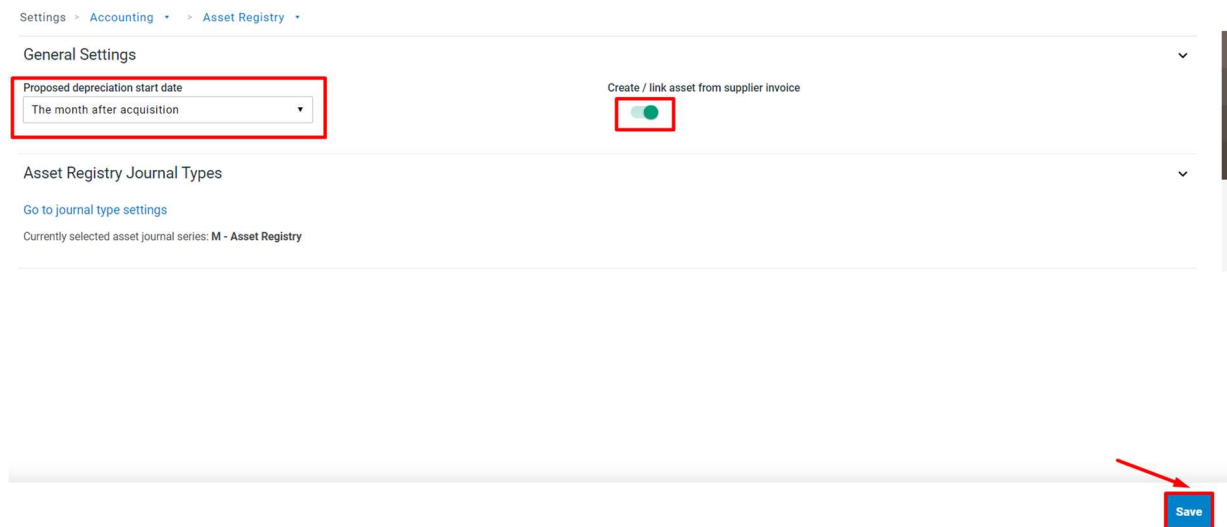 Settings > Accounting > Asset Registry
General Settings
Proposed depreciation start date
Create / link asset from supplier invoice
The month after acquisition
Asset Registry Journal Types
Go to journal type settings
Currently selected asset journal series: M - Asset Registry
Save